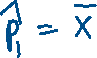 p̂₁ = x̄